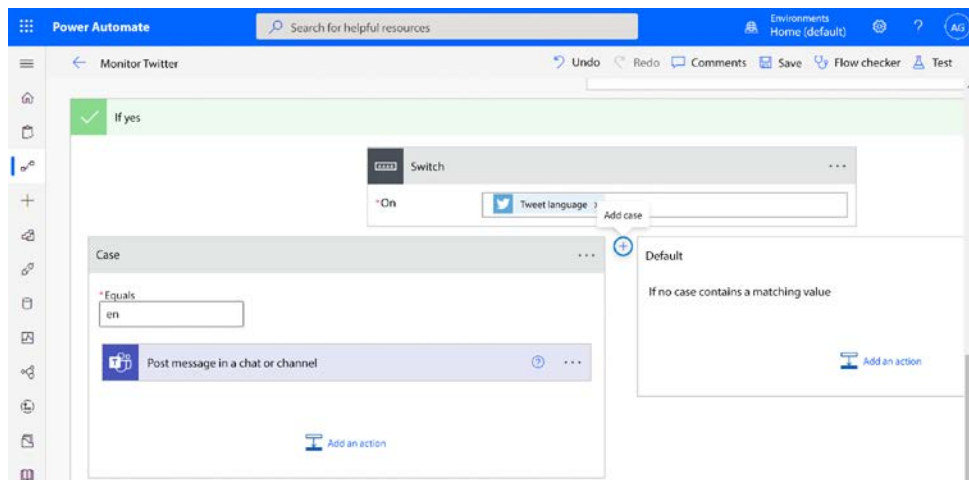 Power Automate
Search for helpful resources
Environments
Home (default)
AG
Monitor Twitter
Undo
Redo
Comments
Save
Flow checker
Test
If yes
Switch
*On
Tweet language
Add case
Case
Default
*Equals
en
If no case contains a matching value
Post message in a chat or channel
Add an action
Add an action